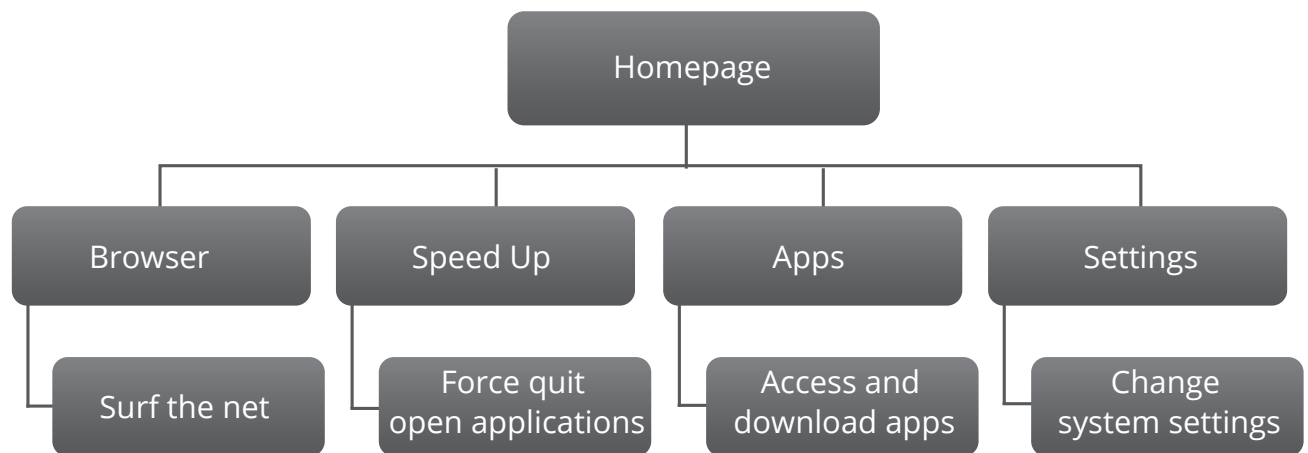 Homepage
Browser
Speed Up
Apps
Settings
Surf the net
Force quit
open applications
Access and
download apps
Change
system settings